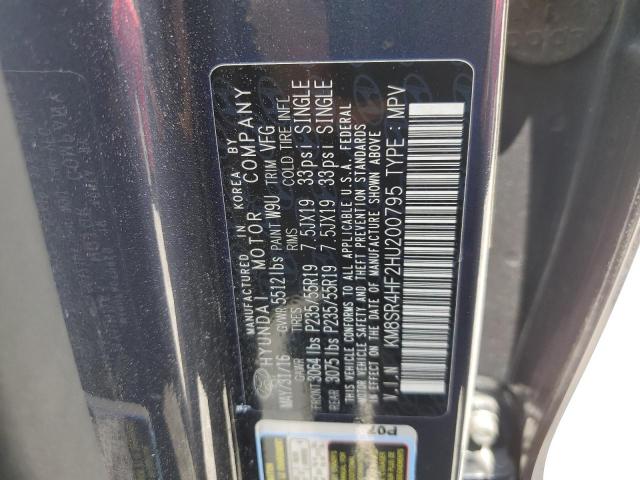 MANUFACTURED IN KOREA BY
HYUNDAI MOTOR COMPANY
MAY/31/16 GVWR 5512lbs PAINT W9U TRIM VFG
GAWR TIRES RIMS COLD TIRE INFL
FRONT 3064lbs P235/55R19 7.5JX19 33psi SINGLE
REAR 3075lbs P235/55R19 7.5JX19 33psi SINGLE
THIS VEHICLE CONFORMS TO ALL APPLICABLE U.S.A. FEDERAL
MOTOR VEHICLE SAFETY AND THEFT PREVENTION STANDARDS
IN EFFECT ON THE DATE OF MANUFACTURE SHOWN ABOVE
V.I.N KM8SR4HF2HU200795 TYPE : MPV
P07